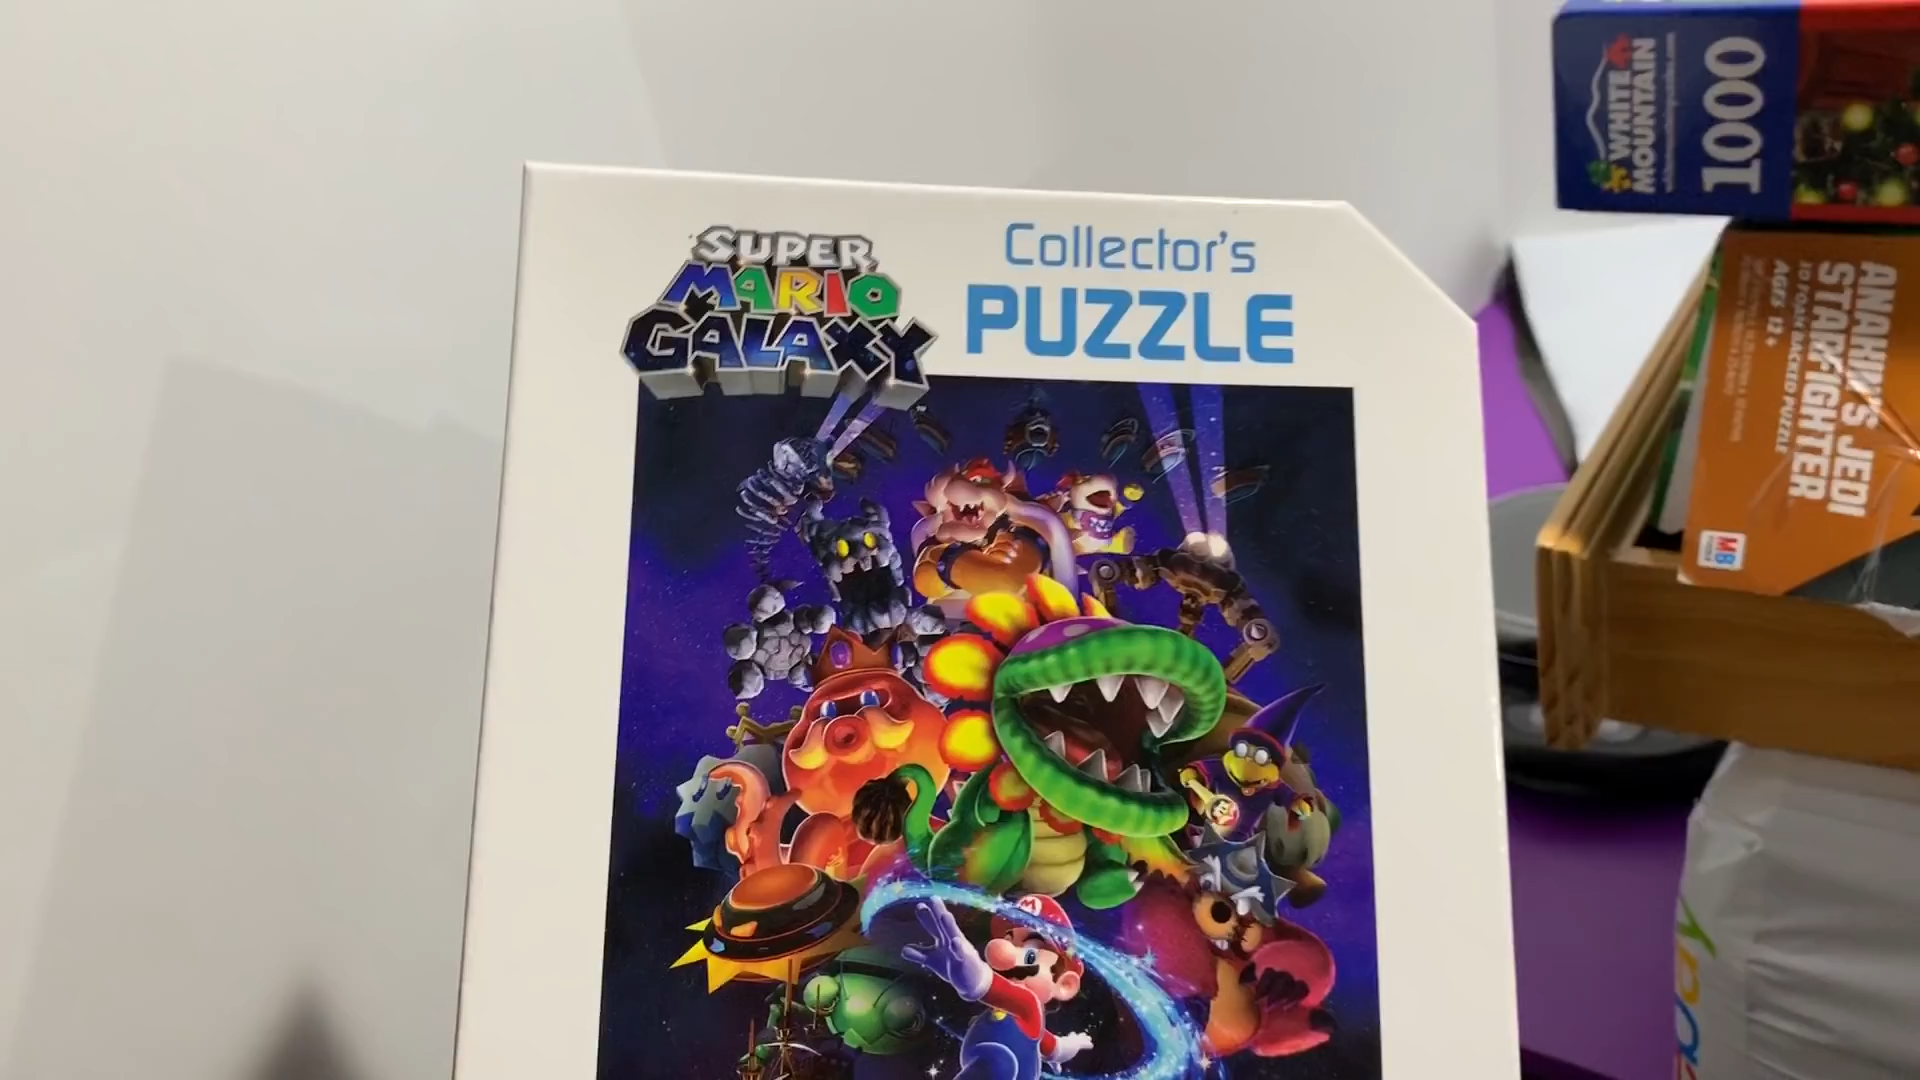 SUPER
MARIO
GALAXY
Collector's
PUZZLE
WHITE
MOUNTAIN
1000
ANAKIN'S JEDI
STARFIGHTER
3D FOAM BACKED PUZZLE
AGES 12+
MB